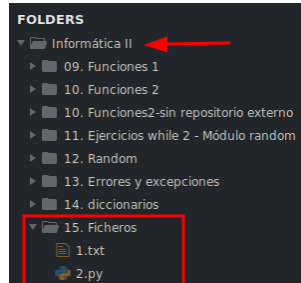 FOLDERS
Informática II
09. Funciones 1
10. Funciones 2
10. Funciones2-sin repositorio externo
11. Ejercicios while 2 - Módulo random
12. Random
13. Errores y excepciones
14. diccionarios
15. Ficheros
1.txt
2.py